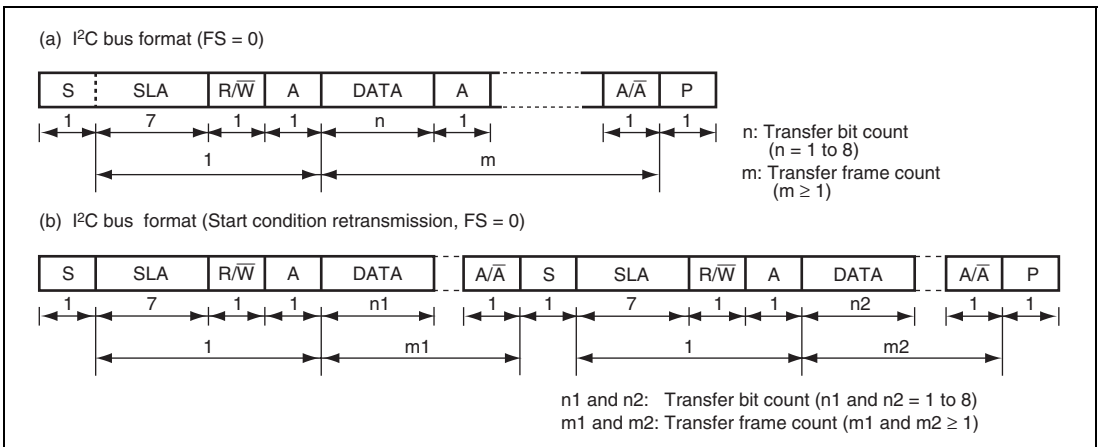 (a) I²C bus format (FS = 0)
S SLA R/W̅ A DATA A A/A̅ P
1 7 1 1 n 1 1 1
1 m
n: Transfer bit count
(n = 1 to 8)
m: Transfer frame count
(m ≥ 1)
(b) I²C bus format (Start condition retransmission, FS = 0)
S SLA R/W̅ A DATA A/A̅ S SLA R/W̅ A DATA A/A̅ P
1 7 1 1 n1 1 1 7 1 1 n2 1 1
1 m1 1 m2
n1 and n2: Transfer bit count (n1 and n2 = 1 to 8)
m1 and m2: Transfer frame count (m1 and m2 ≥ 1)